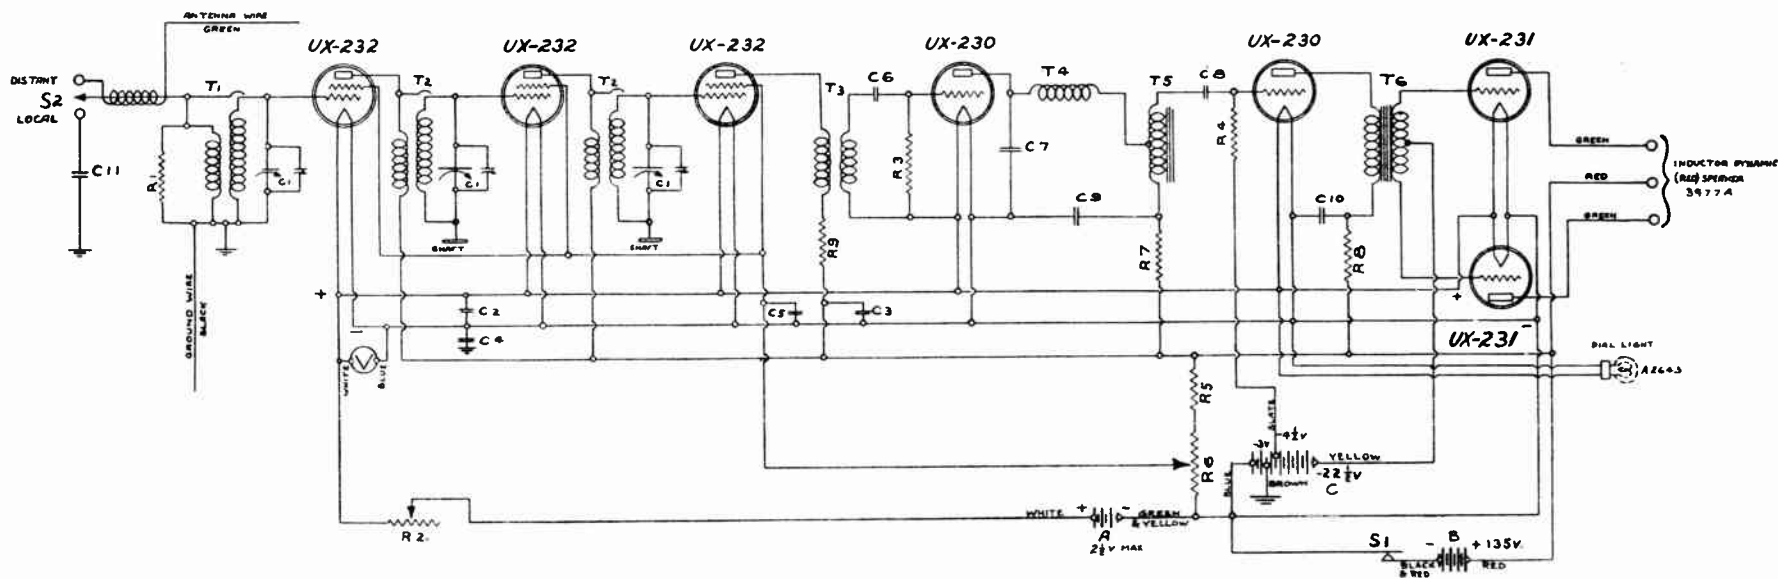 ANTENNA WIRE
GREEN
UX-232
UX-232
UX-232
UX-230
UX-230
UX-231
DISTANT
S2
LOCAL
T1
T2
T2
T3
C6
T4
T5
C8
T6
C11
R1
C1
C1
C1
R3
C7
R4
GREEN
RED
GREEN
INDUCTOR DYNAMIC
(RED) SPEAKER
3977A
SHAFT
SHAFT
R9
C9
R7
C10
R8
GROUND WIRE
BLACK
+
C2
C5
C3
+
-
C4
UX-231
-
WHITE
BLUE
DIAL LIGHT
A2643
R5
SLATE
-3V
-4½V
YELLOW
R6
BLUE
BROWN
-22½V
C
R2
WHITE
+
-
GREEN
& YELLOW
A
2½V MAX
S1
-
B
+135V.
BLACK
& RED
RED